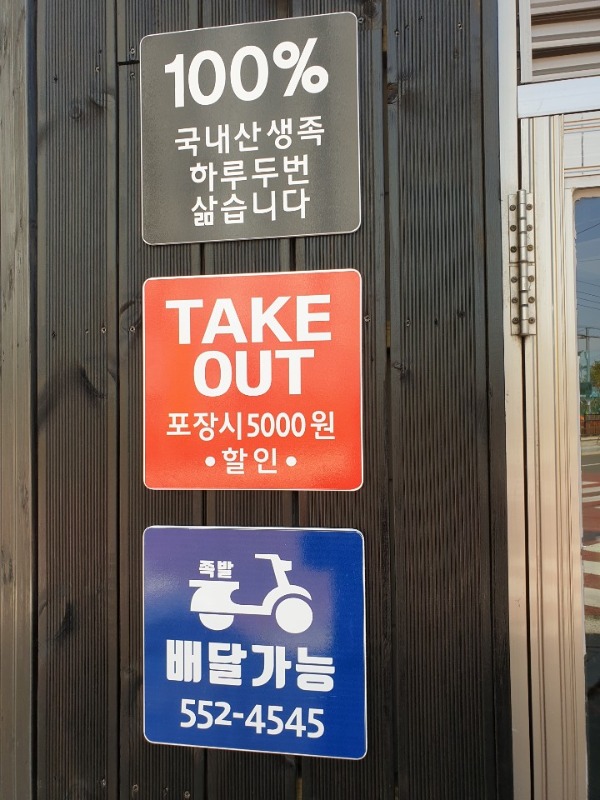 100%
국내산 생족
하루두번
삶습니다
TAKE
OUT
포장시 5000원
•할인•
족발
배달가능
552-4545